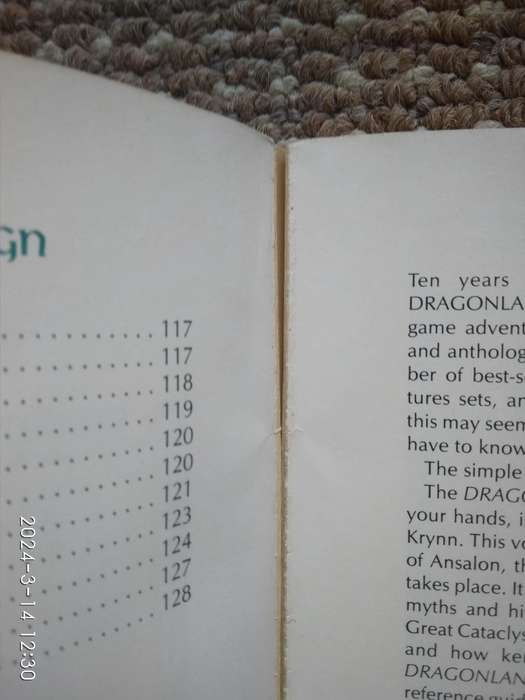 gn
. . . . . . . . . . . 117
. . . . . . . . . . . 117
. . . . . . . . . . . 118
. . . . . . . . . . . 119
. . . . . . . . . . . 120
. . . . . . . . . . . 120
. . . . . . . . . . . 121
. . . . . . . . . . . 123
. . . . . . . . . . . 124
. . . . . . . . . . . 127
. . . . . . . . . . . 128
Ten years
DRAGONLA
game advent
and antholog
ber of best-s
tures sets, an
this may seem
have to know
The simple
The DRAGO
your hands, i
Krynn. This vo
of Ansalon, th
takes place. It
myths and hi
Great Cataclys
and how ke
DRAGONLAN
reference guid
2024-3-14 12:30